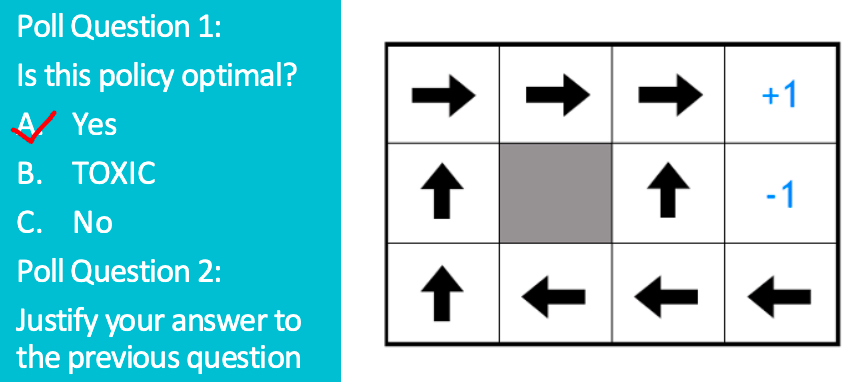 Poll Question 1:
Is this policy optimal?
A. Yes
B. TOXIC
C. No
Poll Question 2:
Justify your answer to
the previous question
+1
-1